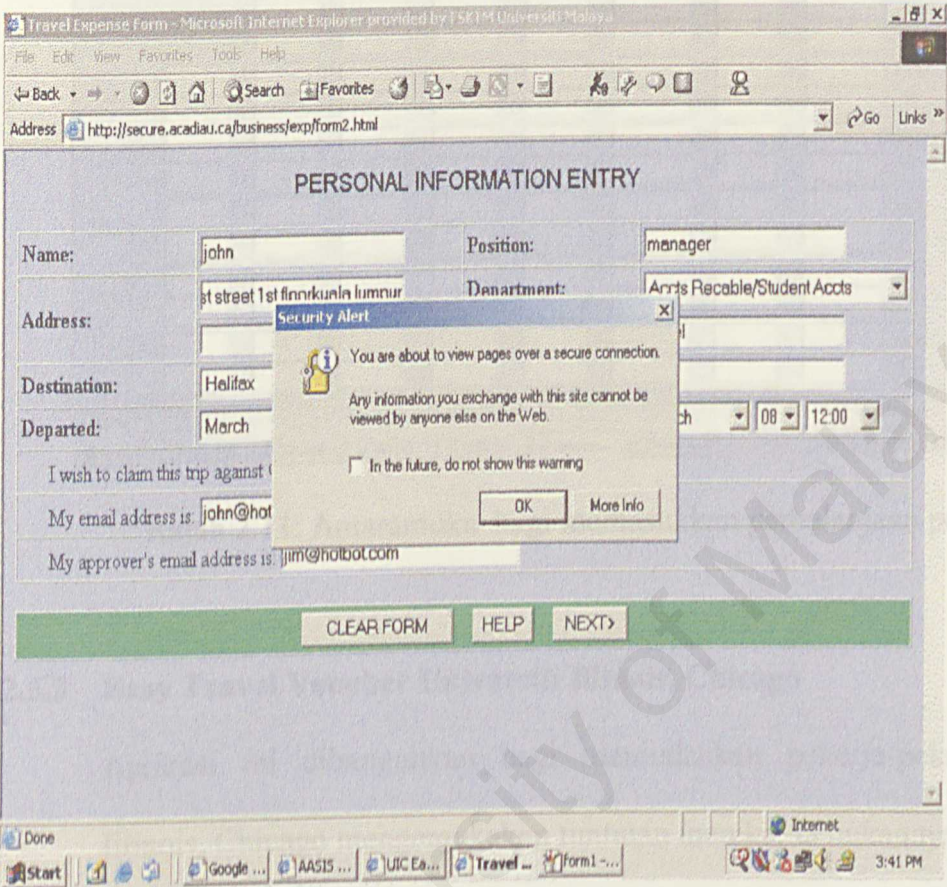 Travel Expense Form - Microsoft Internet Explorer provided by FSKTM Universiti Malaya
File Edit View Favorites Tools Help
Back Search Favorites
Address http://secure.acadiau.ca/business/exp/form2.html Go Links »
PERSONAL INFORMATION ENTRY
Name: john Position: manager
st street 1st floorkuala lumpur Department: Accts Recable/Student Accts
Address:
Security Alert
You are about to view pages over a secure connection.
Any information you exchange with this site cannot be
viewed by anyone else on the Web.
In the future, do not show this warning
OK More Info
Destination: Halifax
Departed: March ch 08 12:00
I wish to claim this trip against
My email address is: john@hot
My approver's email address is: jim@hotbot.com
CLEAR FORM HELP NEXT>
Done Internet
Start Google ... AASIS ... UIC Ea... Travel ... form1 -... 3:41 PM